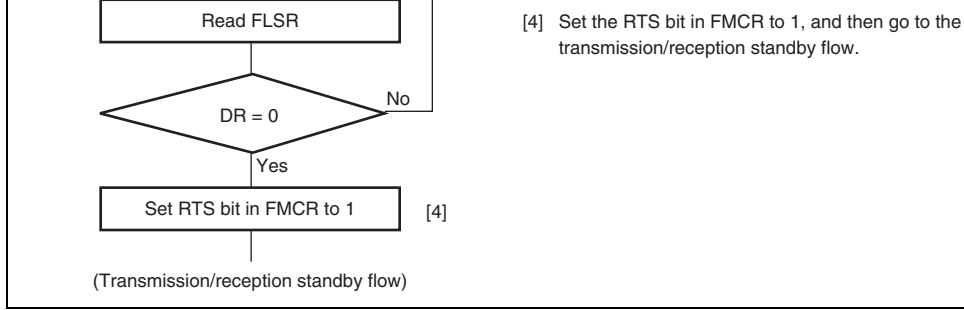 Read FLSR
[4] Set the RTS bit in FMCR to 1, and then go to the
transmission/reception standby flow.
No
DR = 0
Yes
Set RTS bit in FMCR to 1
[4]
(Transmission/reception standby flow)